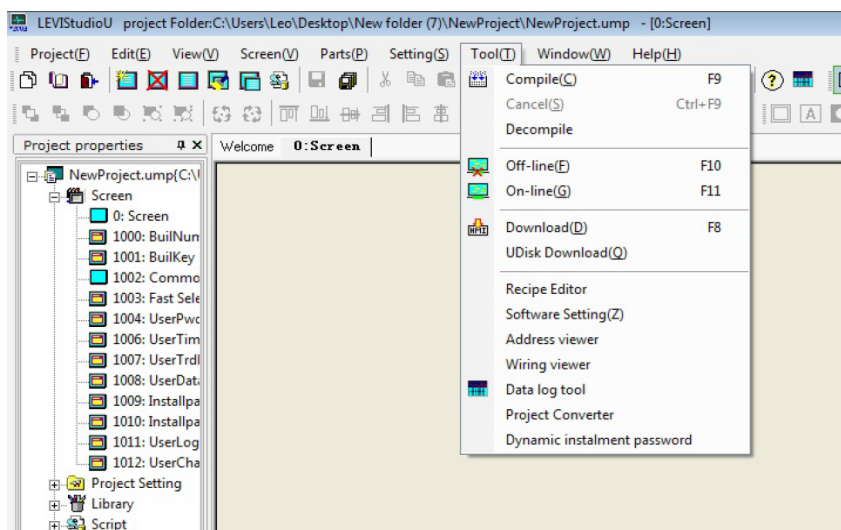 LEVIStudioU   project Folder:C:\Users\Leo\Desktop\New folder (7)\NewProject\NewProject.ump  - [0:Screen]
Project(F)  Edit(E)  View(V)  Screen(V)  Parts(P)  Setting(S)  Tool(T)  Window(W)  Help(H)
Project properties
Welcome  0:Screen
NewProject.ump{C:\
Screen
0: Screen
1000: BuilNum
1001: BuilKey
1002: Commo
1003: Fast Sele
1004: UserPwd
1006: UserTim
1007: UserTrdl
1008: UserData
1009: Installpa
1010: Installpa
1011: UserLog
1012: UserCha
Project Setting
Library
Script
Compile(C)  F9
Cancel(S)  Ctrl+F9
Decompile
Off-line(F)  F10
On-line(G)  F11
HMI Download(D)  F8
UDisk Download(Q)
Recipe Editor
Software Setting(Z)
Address viewer
Wiring viewer
Data log tool
Project Converter
Dynamic instalment password
A